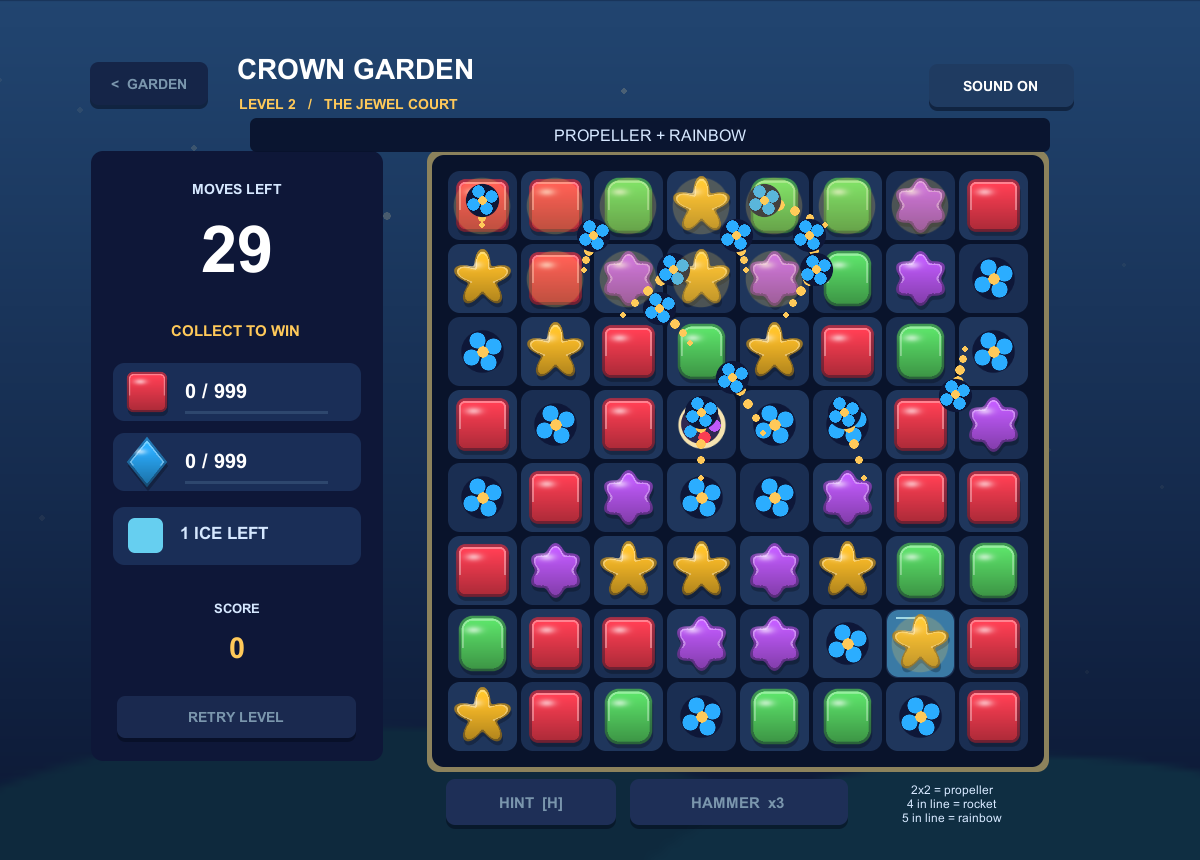 < GARDEN
CROWN GARDEN
LEVEL 2 / THE JEWEL COURT
SOUND ON
PROPELLER + RAINBOW
MOVES LEFT
29
COLLECT TO WIN
0 / 999
0 / 999
1 ICE LEFT
SCORE
0
RETRY LEVEL
HINT [H]
HAMMER x3
2x2 = propeller
4 in line = rocket
5 in line = rainbow